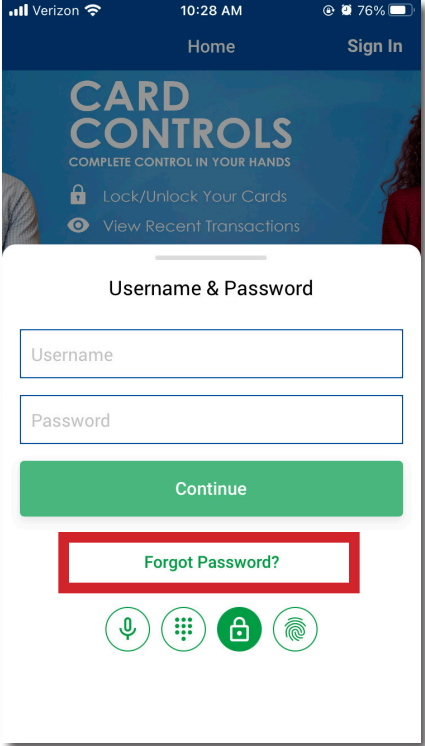 Verizon 10:28 AM 76%
Home Sign In
CARD
CONTROLS
COMPLETE CONTROL IN YOUR HANDS
Lock/Unlock Your Cards
View Recent Transactions
Username & Password
Username
Password
Continue
Forgot Password?